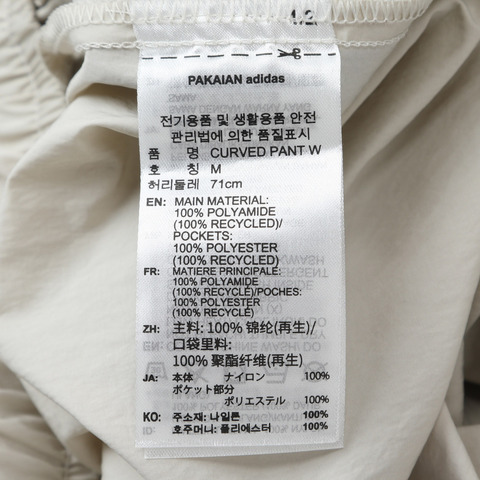 PAKAIAN adidas
전기용품 및 생활용품 안전
관리법에 의한 품질표시
품 명 CURVED PANT W
호 칭 M
허리둘레 71cm
EN: MAIN MATERIAL:
100% POLYAMIDE
(100% RECYCLED)/
POCKETS:
100% POLYESTER
(100% RECYCLED)
FR: MATIERE PRINCIPALE:
100% POLYAMIDE
(100% RECYCLÉ)/POCHES:
100% POLYESTER
(100% RECYCLÉ)
ZH: 主料: 100% 锦纶(再生)/
口袋里料:
100% 聚酯纤维(再生)
JA: 本体 ナイロン 100%
ポケット部分
ポリエステル 100%
KO: 주소재: 나일론 100%
호주머니: 폴리에스터 100%